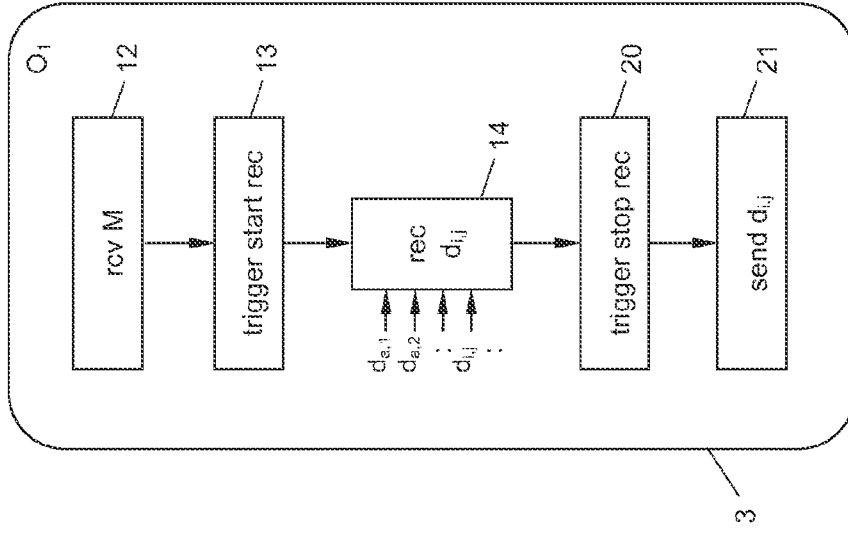 O₁
rcv M
12
trigger start rec
13
dₐ,₁
dₐ,₂
:
dᵢ,ⱼ
:
rec
dᵢ,ⱼ
14
trigger stop rec
20
send dᵢ,ⱼ
21
3